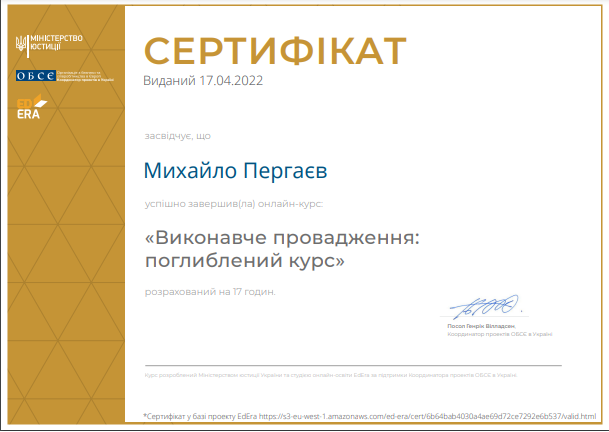 МІНІСТЕРСТВО
ЮСТИЦІЇ
ОБСЄ
Організація з безпеки та
співробітництва в Європі
Координатор проектів в Україні
ED
ERA
СЕРТИФІКАТ
Виданий 17.04.2022
засвідчує, що
Михайло Пергаєв
успішно завершив(ла) онлайн-курс:
«Виконавче провадження:
поглиблений курс»
розрахований на 17 годин.
Посол Генрік Вілладсен,
Координатор проектів ОБСЄ в Україні
Курс розроблений Міністерством юстиції України та студією онлайн-освіти EdEra за підтримки Координатора проектів ОБСЄ в Україні.
*Сертифікат у базі проекту EdEra https://s3-eu-west-1.amazonaws.com/ed-era/cert/6b64bab4030a4ae69d72ce7292e6b537/valid.html